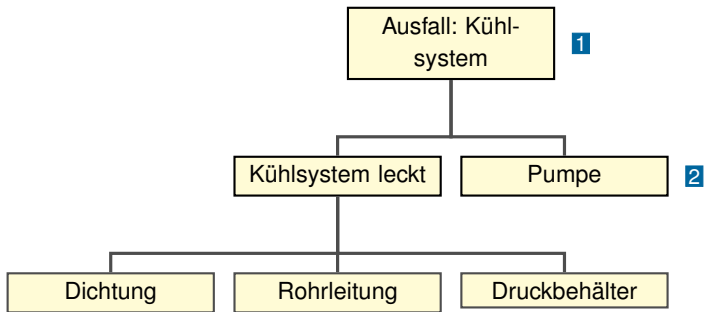 Ausfall: Kühl-
system
1
Kühlsystem leckt
Pumpe
2
Dichtung
Rohrleitung
Druckbehälter